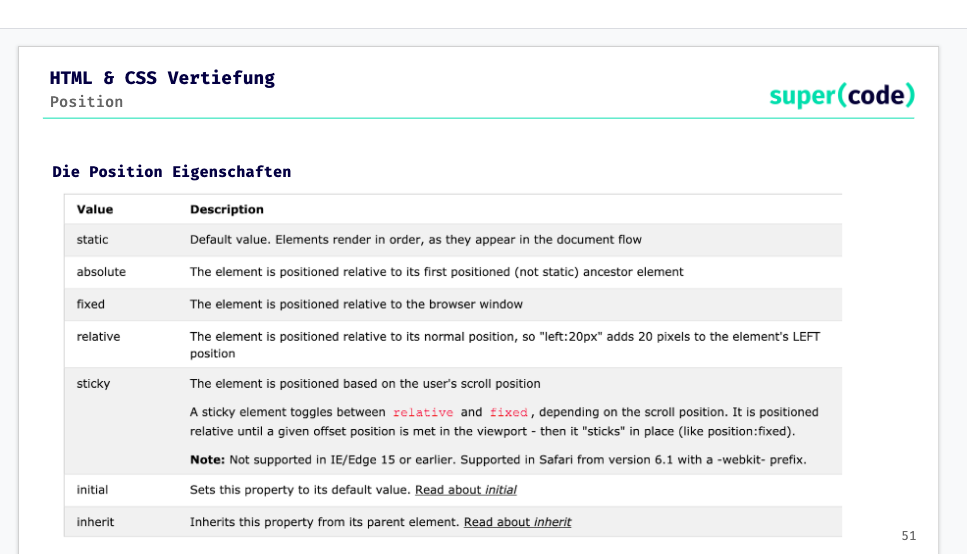 HTML & CSS Vertiefung
Position
super(code)
Die Position Eigenschaften
Value Description
static Default value. Elements render in order, as they appear in the document flow
absolute The element is positioned relative to its first positioned (not static) ancestor element
fixed The element is positioned relative to the browser window
relative The element is positioned relative to its normal position, so "left:20px" adds 20 pixels to the element's LEFT
position
sticky The element is positioned based on the user's scroll position
A sticky element toggles between relative and fixed, depending on the scroll position. It is positioned
relative until a given offset position is met in the viewport - then it "sticks" in place (like position:fixed).
Note: Not supported in IE/Edge 15 or earlier. Supported in Safari from version 6.1 with a -webkit- prefix.
initial Sets this property to its default value. Read about initial
inherit Inherits this property from its parent element. Read about inherit
51